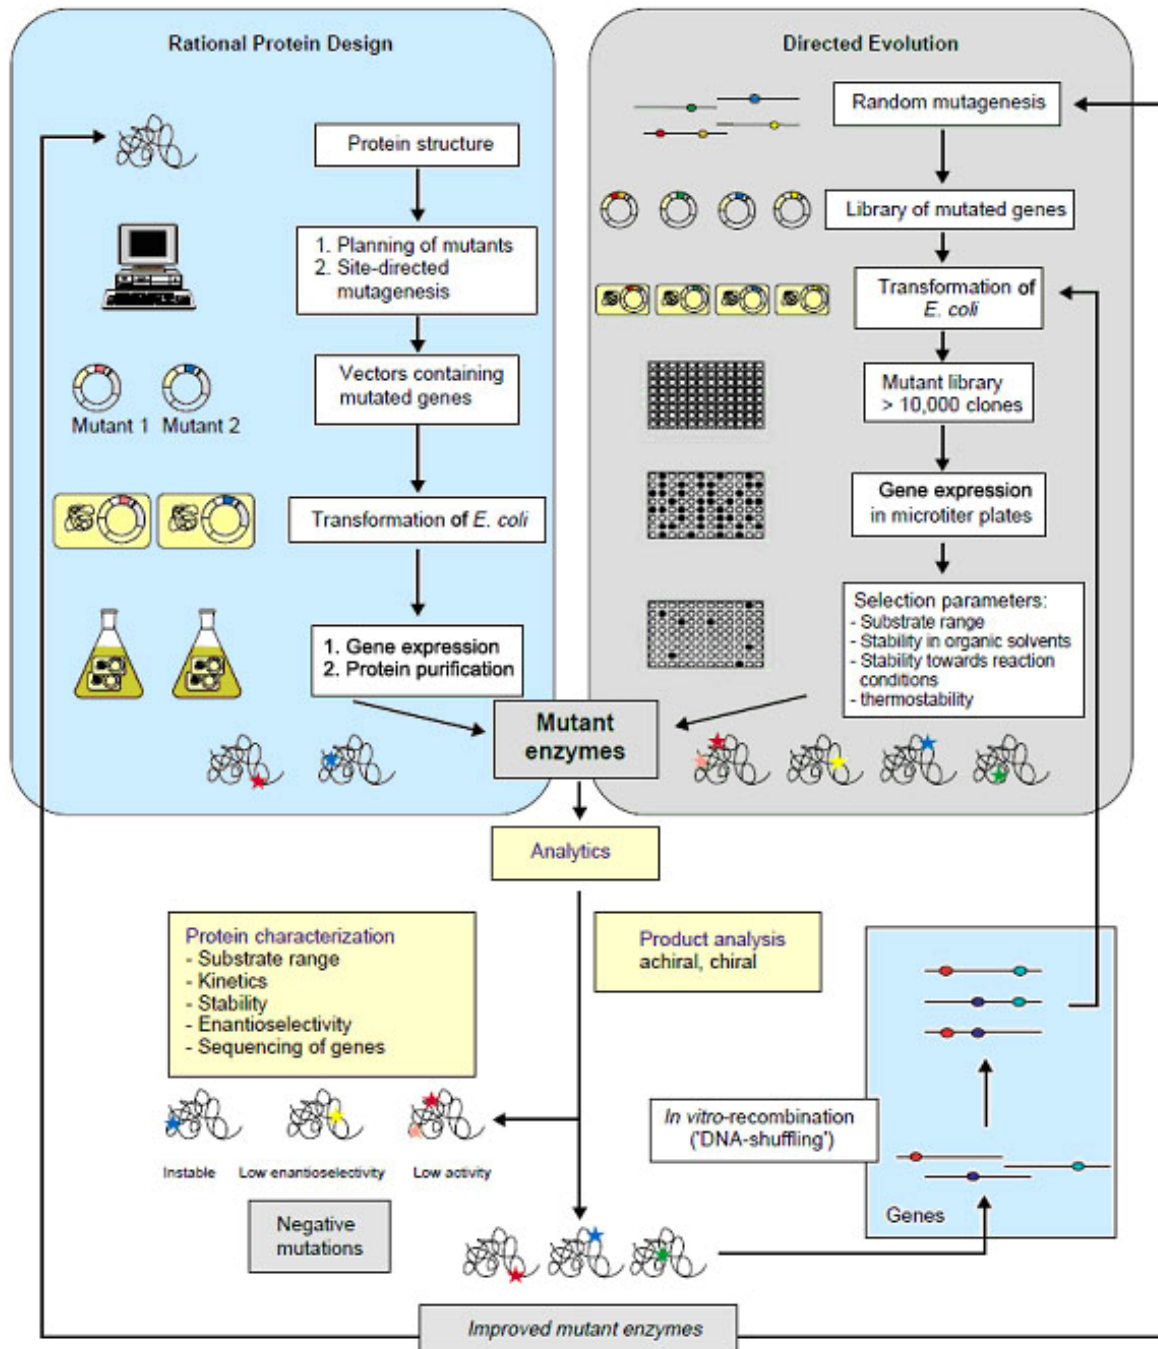 Rational Protein Design
Protein structure
1. Planning of mutants
2. Site-directed
mutagenesis
Vectors containing
mutated genes
Mutant 1 Mutant 2
Transformation of E. coli
1. Gene expression
2. Protein purification
Directed Evolution
Random mutagenesis
Library of mutated genes
Transformation of
E. coli
Mutant library
> 10,000 clones
Gene expression
in microtiter plates
Selection parameters:
- Substrate range
- Stability in organic solvents
- Stability towards reaction
conditions
- thermostability
Mutant
enzymes
Analytics
Protein characterization
- Substrate range
- Kinetics
- Stability
- Enantioselectivity
- Sequencing of genes
Product analysis
achiral, chiral
In vitro-recombination
('DNA-shuffling')
Genes
Instable Low enantioselectivity Low activity
Negative
mutations
Improved mutant enzymes